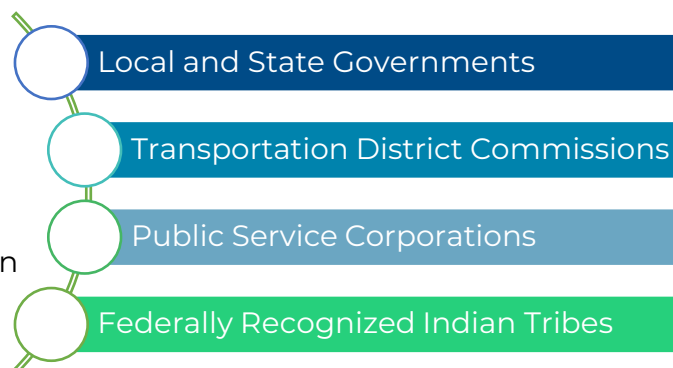 Local and State Governments
Transportation District Commissions
Public Service Corporations
n
Federally Recognized Indian Tribes